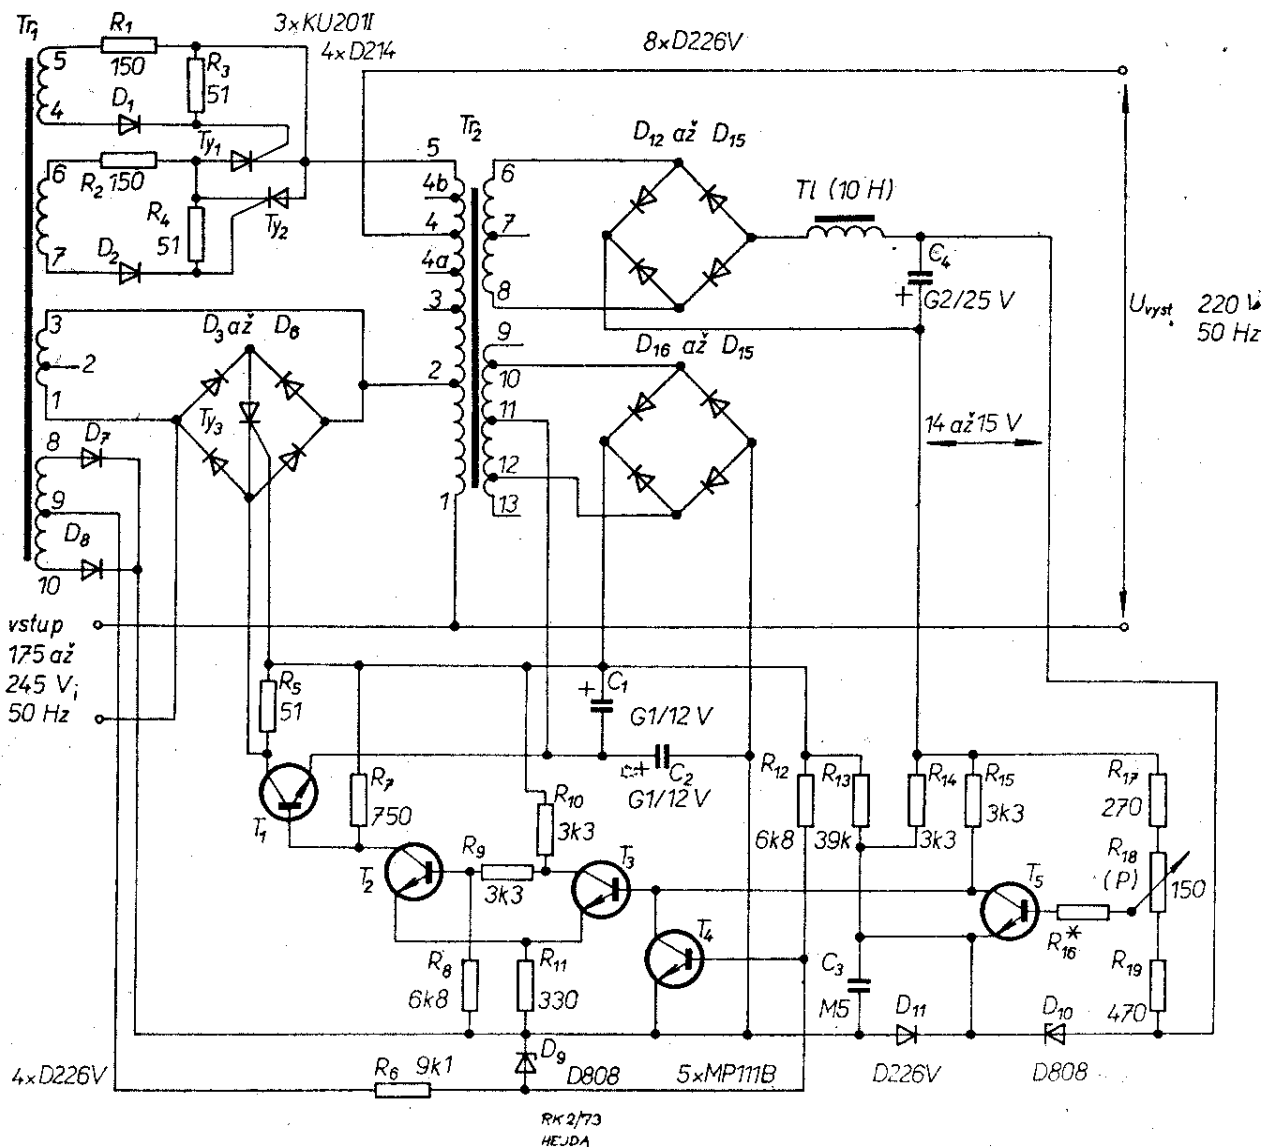 Tr1
R1
150
3×KU201I
4×D214
8×D226V
5
4
R3
51
D1
Ty1
6
R2 150
R4
51
Ty2
7
D2
Tr2
5
4b
4
4a
3
2
1
6
7
8
9
10
11
12
13
D12 až D15
Tl (10 H)
C4
+ G2/25 V
Uvýst. 220 V
50 Hz
3
2
1
D3 až D6
Ty3
D16 až D15
14 až 15 V
8
D7
9
D8
10
vstup
175 až
245 V;
50 Hz
R5
51
C1
+
G1/12 V
+ C2
G1/12 V
T1
R7
750
R10
3k3
R12
6k8
R13
39k
R14
3k3
R15
3k3
R17
270
R18
(P)
150
T2
R9
3k3
T3
T5
R16*
R8
6k8
R11
330
T4
C3
M5
D11
D10
R19
470
4×D226V
R6 9k1
D9
D808
5×MP111B
D226V
D808
RK 2/73
HEJDA